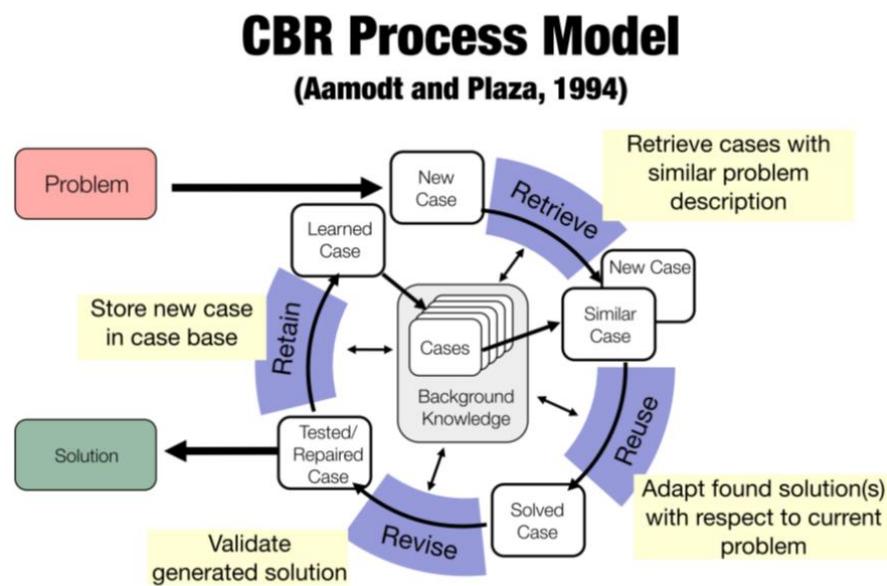 CBR Process Model
(Aamodt and Plaza, 1994)
Problem
New
Case
Retrieve
Retrieve cases with
similar problem
description
Learned
Case
New Case
Similar
Case
Store new case
in case base
Retain
Cases
Background
Knowledge
Reuse
Adapt found solution(s)
with respect to current
problem
Solution
Tested/
Repaired
Case
Solved
Case
Revise
Validate
generated solution